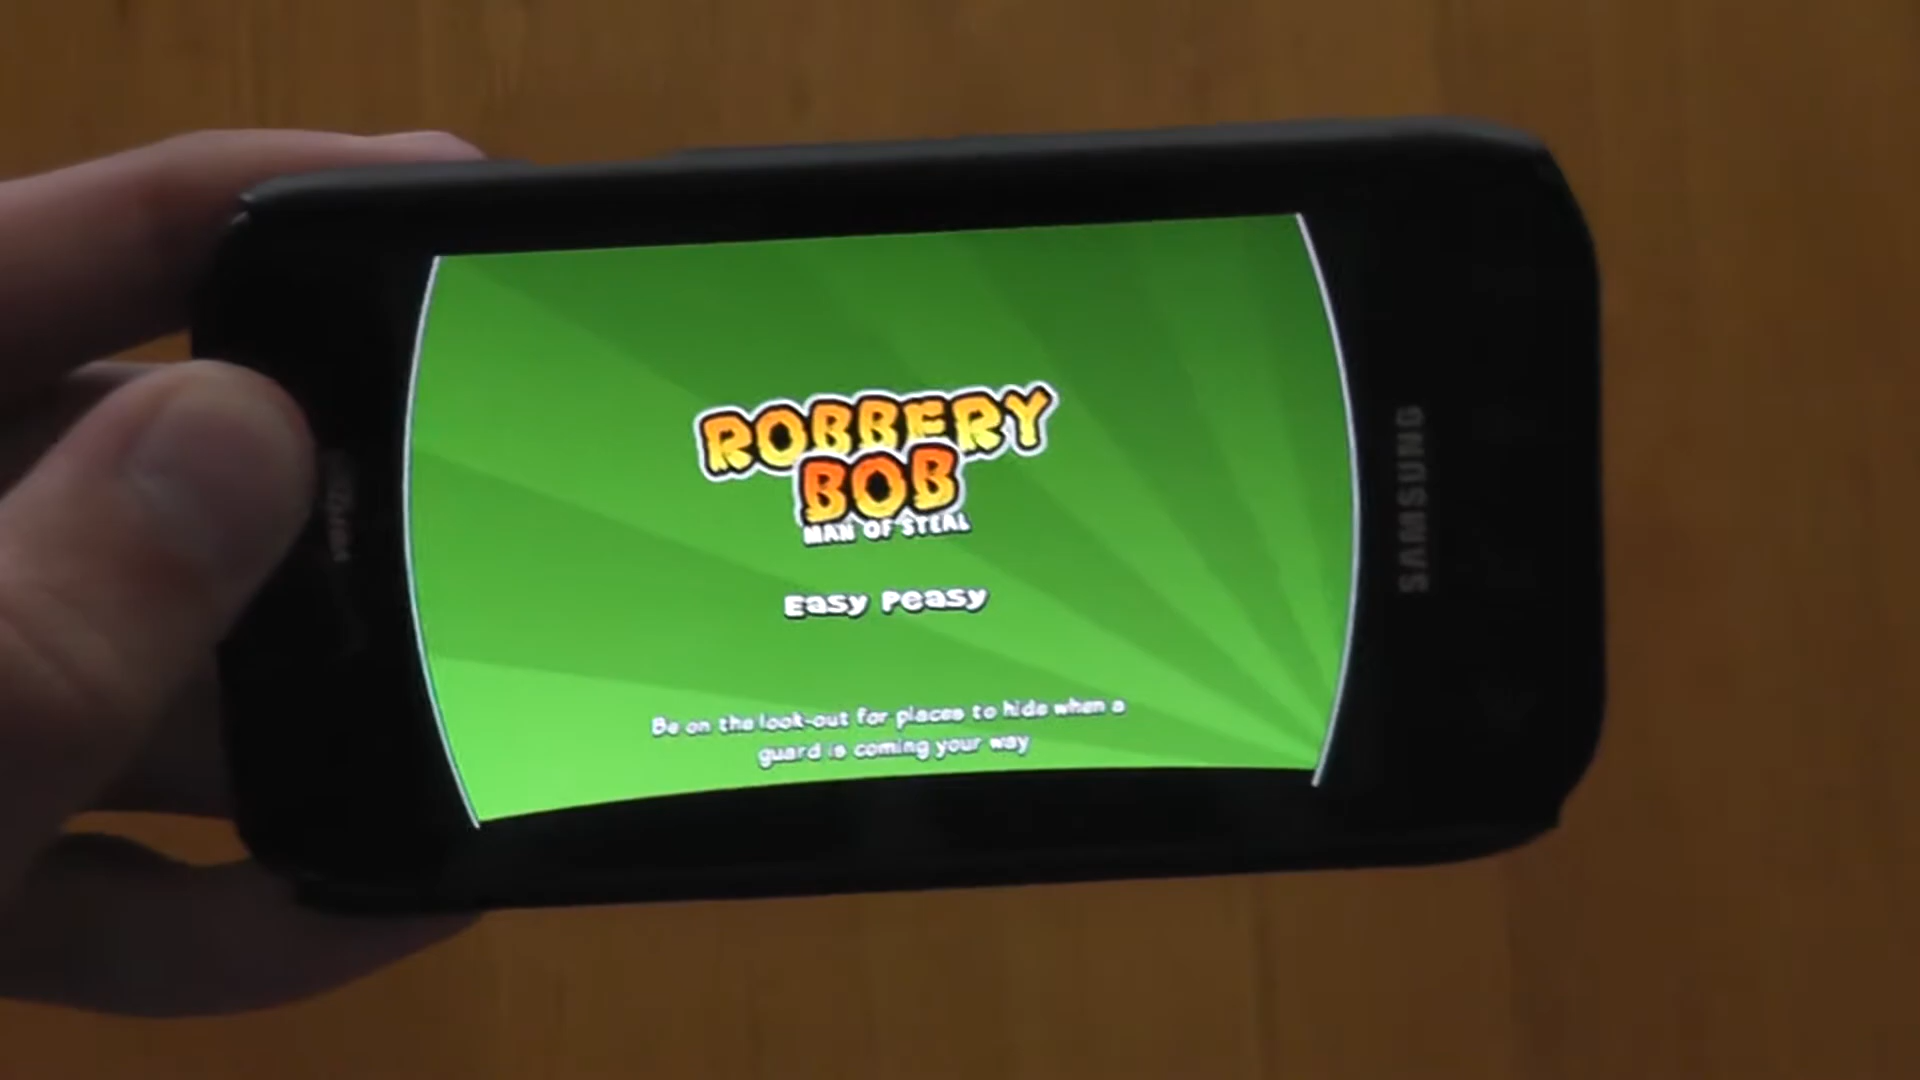 ROBBERY
BOB
MAN OF STEAL
Easy Peasy
Be on the look-out for places to hide when a
guard is coming your way
SAMSUNG
verizon